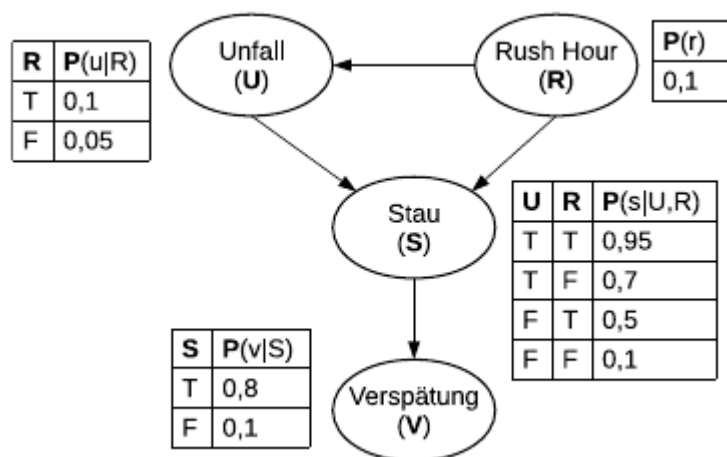 R P(u|R)
T 0,1
F 0,05
Unfall
(U)
Rush Hour
(R)
P(r)
0,1
Stau
(S)
U R P(s|U,R)
T T 0,95
T F 0,7
F T 0,5
F F 0,1
S P(v|S)
T 0,8
F 0,1
Verspätung
(V)